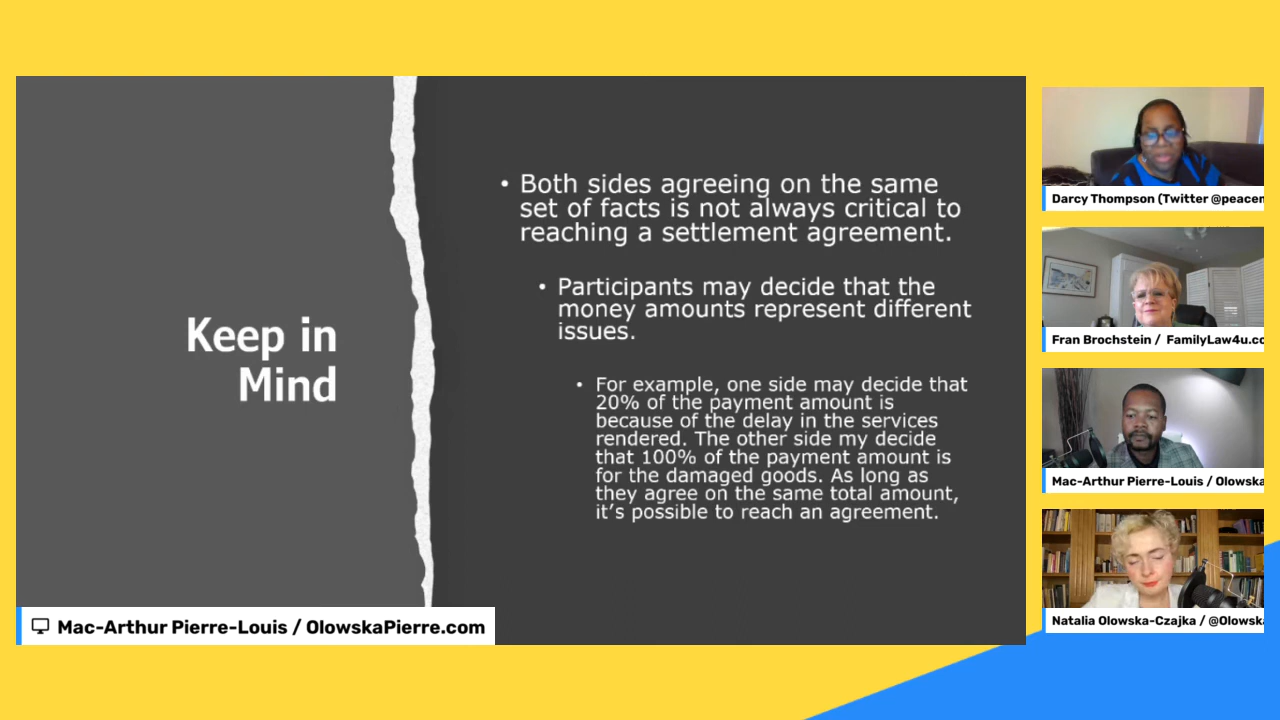 Keep in
Mind
• Both sides agreeing on the same
set of facts is not always critical to
reaching a settlement agreement.
• Participants may decide that the
money amounts represent different
issues.
• For example, one side may decide that
20% of the payment amount is
because of the delay in the services
rendered. The other side my decide
that 100% of the payment amount is
for the damaged goods. As long as
they agree on the same total amount,
it's possible to reach an agreement.
Mac-Arthur Pierre-Louis / OlowskaPierre.com
Darcy Thompson (Twitter @peacem
Fran Brochstein / FamilyLaw4u.co
Mac-Arthur Pierre-Louis / Olowska
Natalia Olowska-Czajka / @Olowska